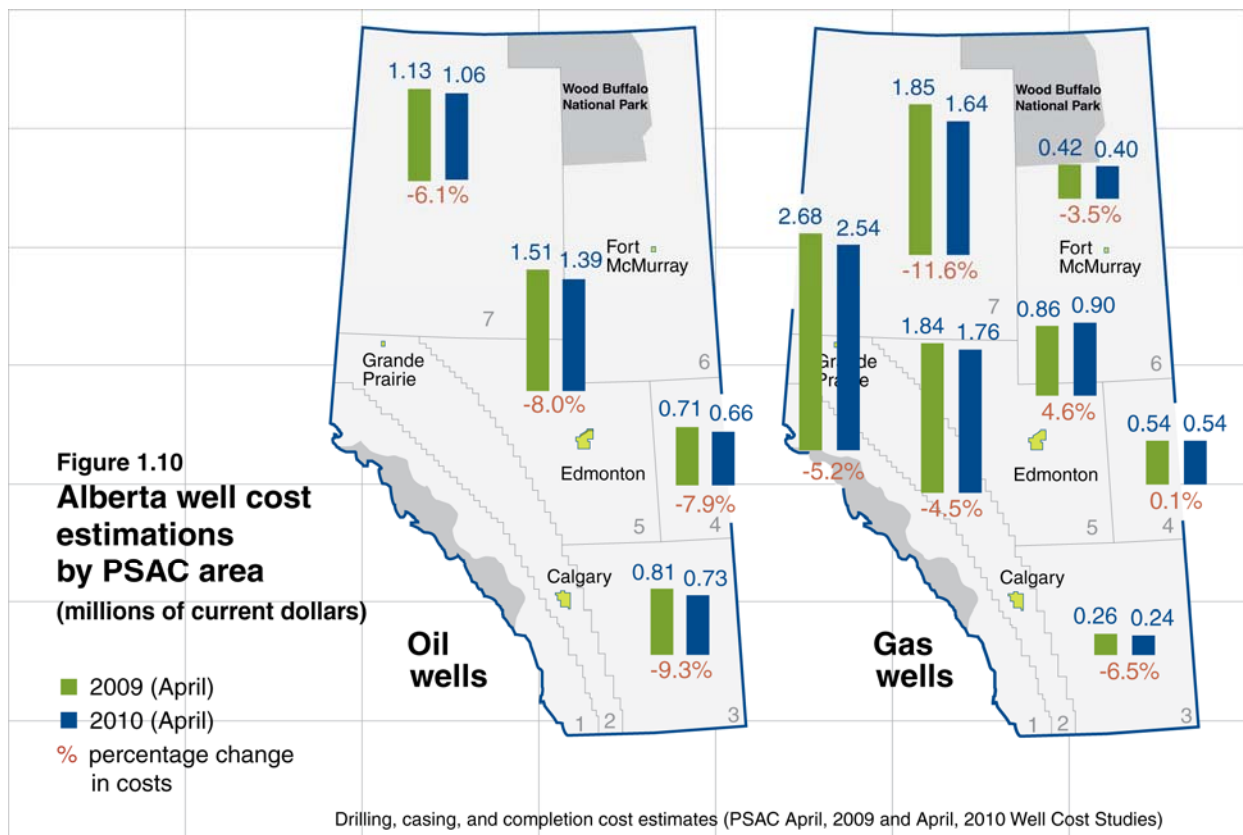 1.13 1.06
-6.1%
Wood Buffalo
National Park
1.51 1.39
-8.0%
Fort
McMurray
7
6
Grande
Prairie
0.71 0.66
-7.9%
Edmonton
5 4
Calgary
0.81 0.73
-9.3%
1 2 3
Oil
wells
1.85 1.64
-11.6%
Wood Buffalo
National Park
0.42 0.40
-3.5%
2.68 2.54
-5.2%
Fort
McMurray
7
6
1.84 1.76
-4.5%
0.86 0.90
4.6%
Grande
Prairie
0.54 0.54
0.1%
Edmonton
5 4
Calgary
0.26 0.24
-6.5%
1 2 3
Gas
wells
Figure 1.10
Alberta well cost
estimations
by PSAC area
(millions of current dollars)
2009 (April)
2010 (April)
% percentage change
in costs
Drilling, casing, and completion cost estimates (PSAC April, 2009 and April, 2010 Well Cost Studies)